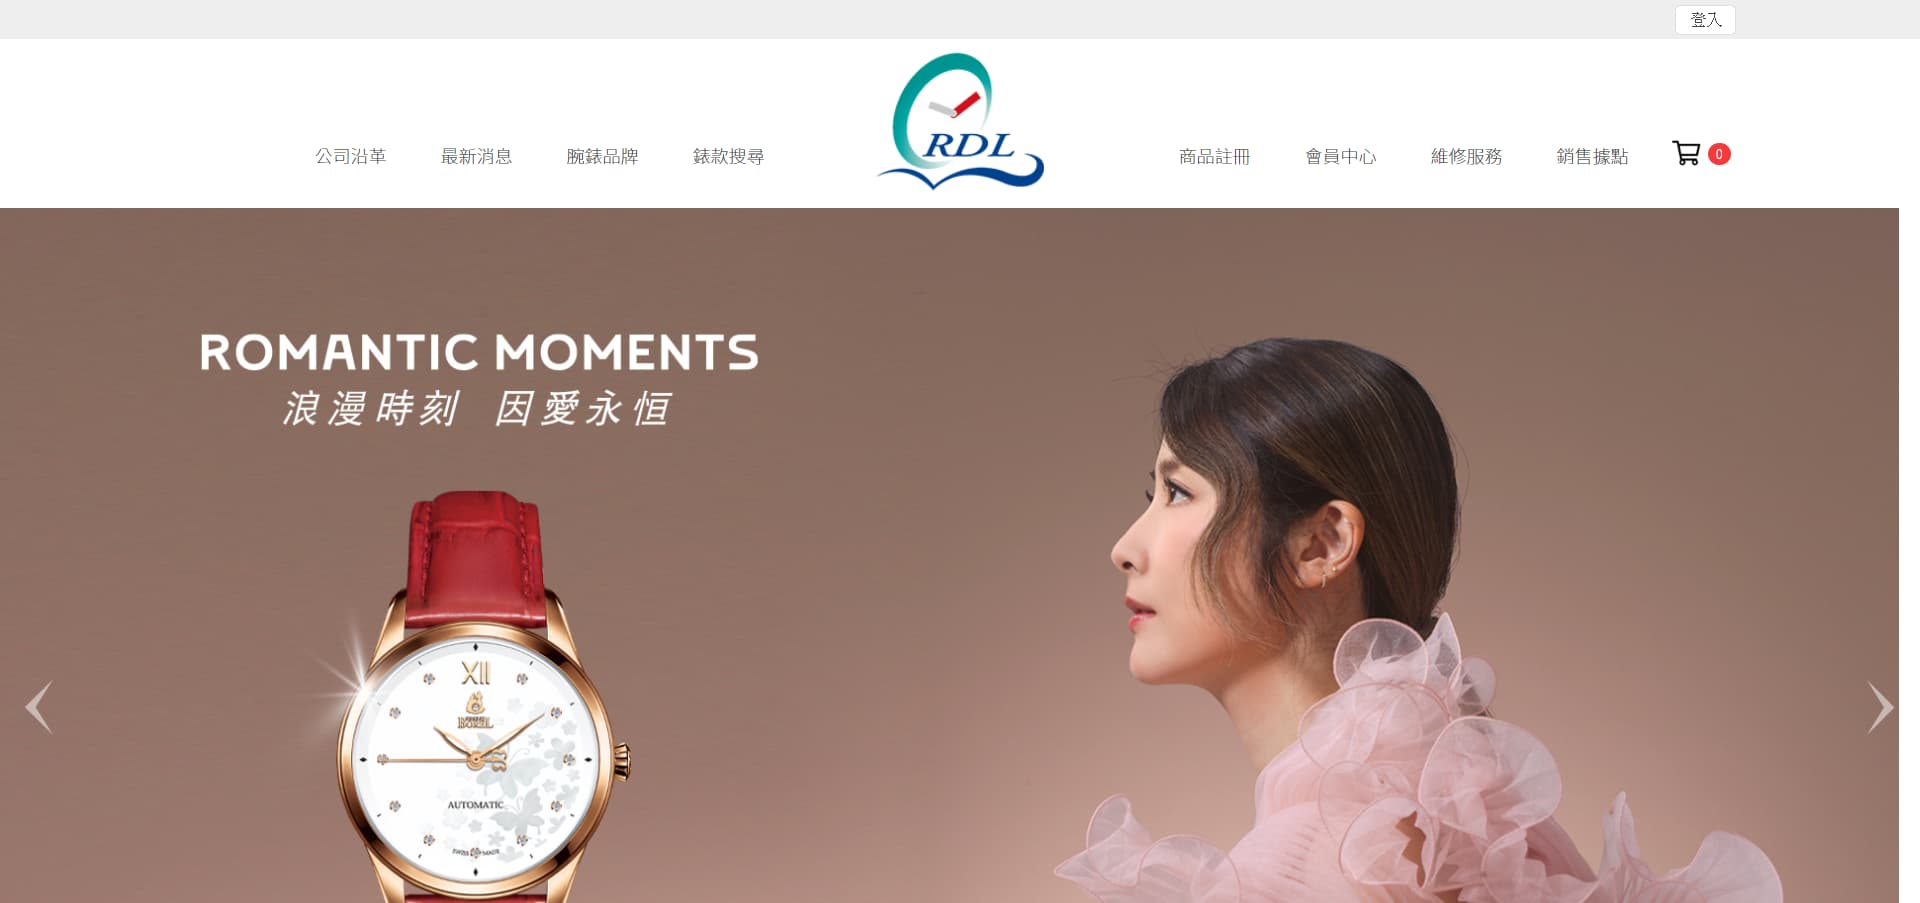 登入
公司沿革
最新消息
腕錶品牌
錶款搜尋
RDL
商品註冊
會員中心
維修服務
銷售據點
0
ROMANTIC MOMENTS
浪漫時刻 因愛永恒
XII
BOREL
AUTOMATIC
SWISS MADE